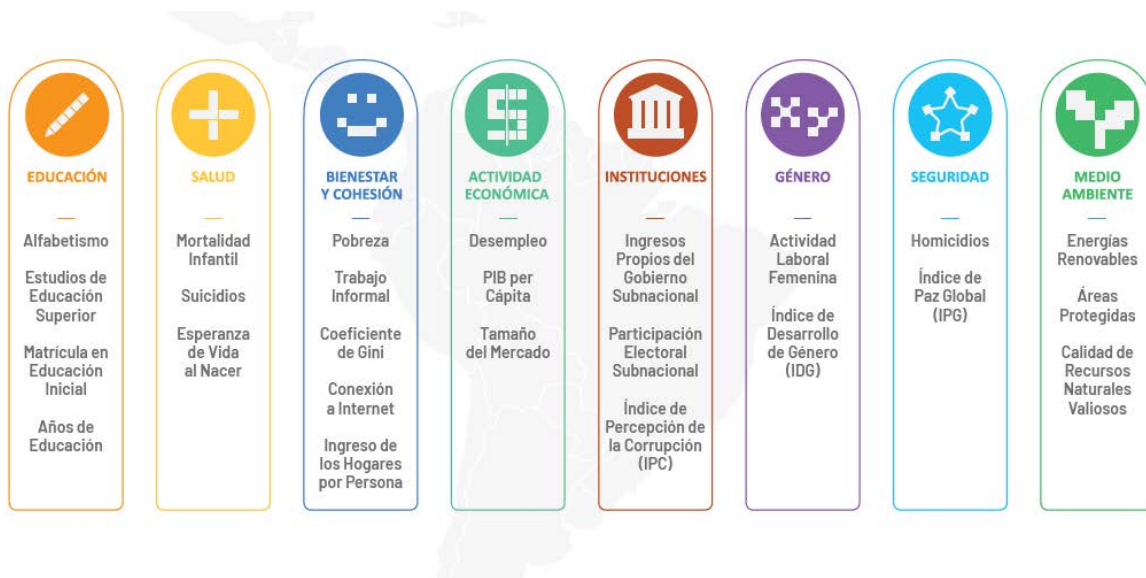 EDUCACIÓN
Alfabetismo
Estudios de
Educación
Superior
Matrícula en
Educación
Inicial
Años de
Educación
SALUD
Mortalidad
Infantil
Suicidios
Esperanza
de Vida
al Nacer
BIENESTAR
Y COHESIÓN
Pobreza
Trabajo
Informal
Coeficiente
de Gini
Conexión
a Internet
Ingreso de
los Hogares
por Persona
ACTIVIDAD
ECONÓMICA
Desempleo
PIB per
Cápita
Tamaño
del Mercado
INSTITUCIONES
Ingresos
Propios del
Gobierno
Subnacional
Participación
Electoral
Subnacional
Índice de
Percepción de
la Corrupción
(IPC)
GÉNERO
Actividad
Laboral
Femenina
Índice de
Desarrollo
de Género
(IDG)
SEGURIDAD
Homicidios
Índice de
Paz Global
(IPG)
MEDIO
AMBIENTE
Energías
Renovables
Áreas
Protegidas
Calidad de
Recursos
Naturales
Valiosos